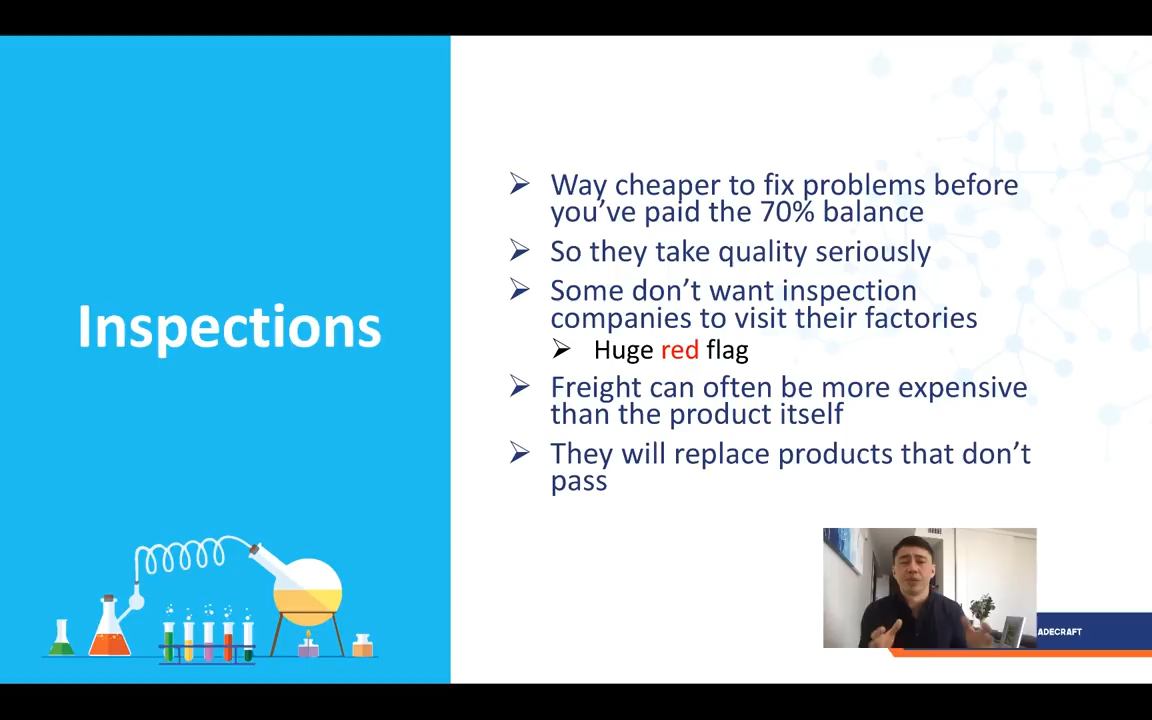 Inspections
Way cheaper to fix problems before
you’ve paid the 70% balance
So they take quality seriously
Some don’t want inspection
companies to visit their factories
Huge red flag
Freight can often be more expensive
than the product itself
They will replace products that don’t
pass
ADECRAFT